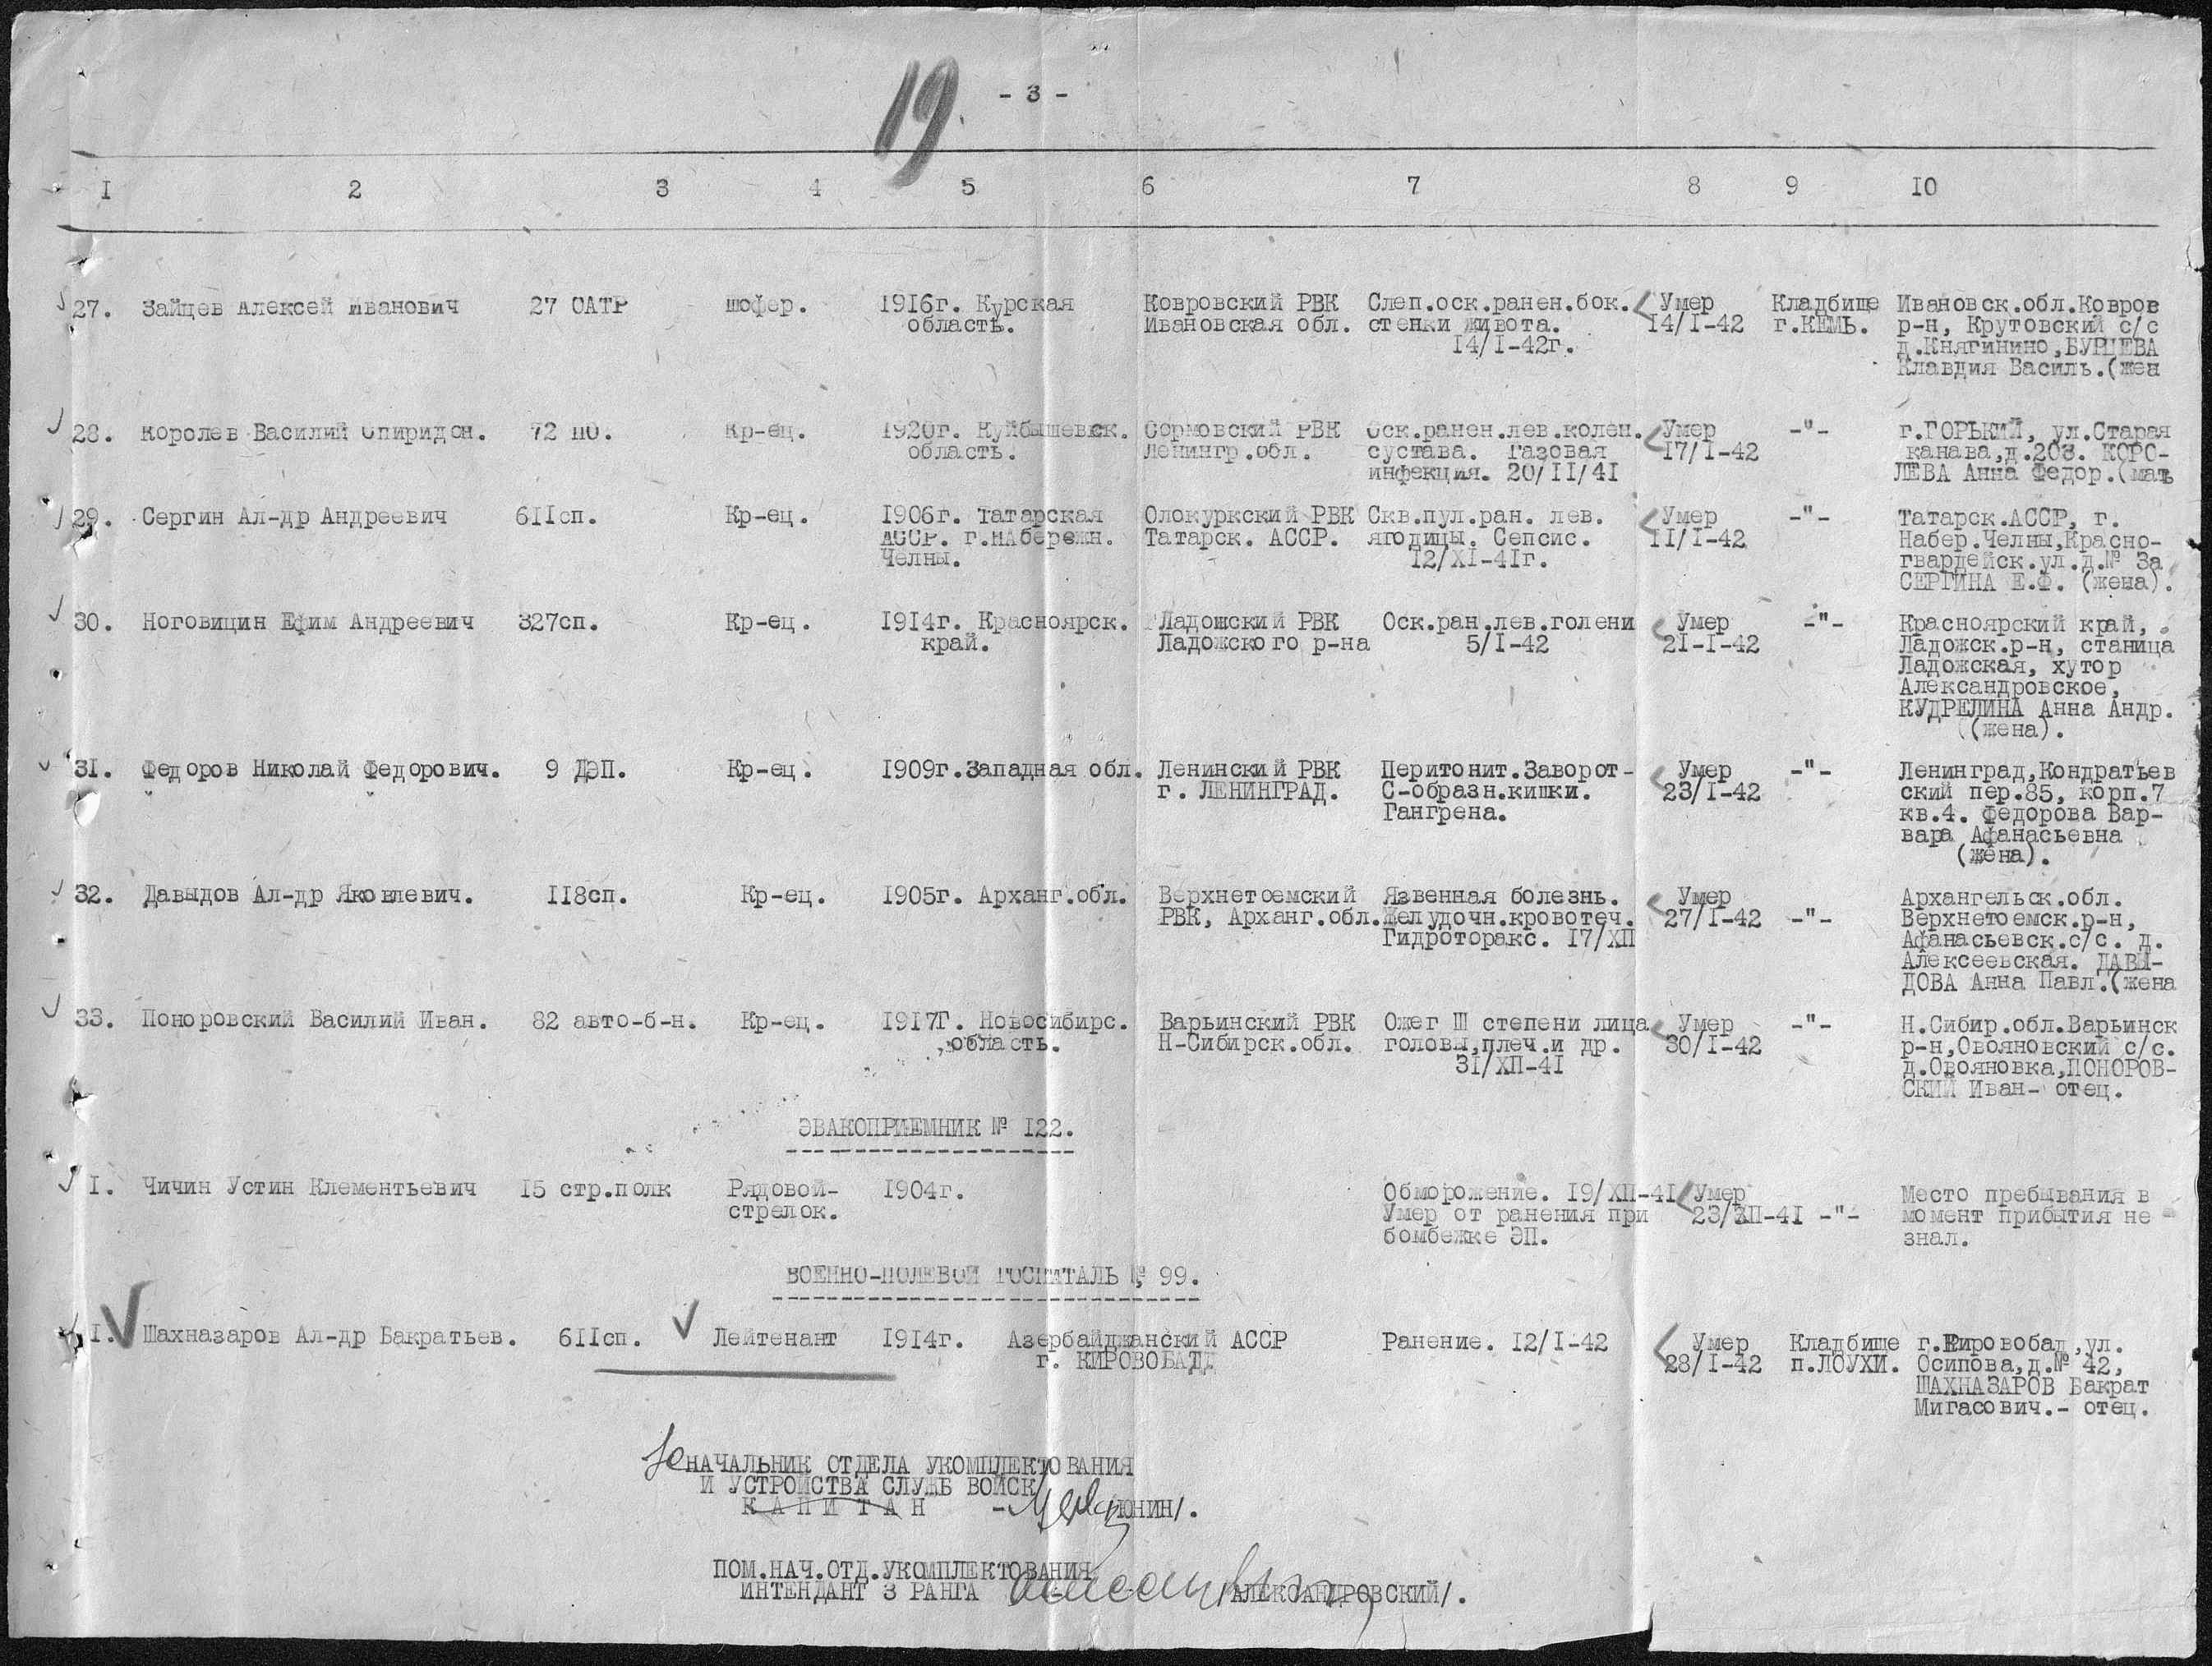 19
- 3 -
I 2 3 4 5 6 7 8 9 10
27. Зайцев Алексей Иванович 27 ОАТР шофер. 1916г. Курская Ковровский РВК Слеп.оск.ранен.бок. Умер Кладбище Ивановск.обл.Ковров
область. Ивановская обл. стенки живота. 14/I-42 г.КЕМЬ. р-н, Крутовский с/с
14/I-42г. д.Княгинино,БУРЦЕВА
Клавдия Василь.(жен
28. Королев Василий Спиридон. 72 ПО. Кр-ец. 1920г. Куйбышевск. Сормовский РВК Оск.ранен.лев.колен. Умер -"- г.ГОРЬКИЙ, ул.Старая
область. Ленингр.обл. сустава. Газовая 17/I-42 канава,д.203. КОРО-
инфекция. 20/II/41 ЛЕВА Анна Федор.(мать
29. Сергин Ал-др Андреевич 611сп. Кр-ец. 1906г. Татарская Олокуркский РВК Скв.пул.ран. лев. Умер -"- Татарск.АССР, г.
АССР. г.НАбережн. Татарск. АССР. ягодицы. Сепсис. II/I-42 Набер.Челны,Красно-
Челны. 12/XI-41г. гвардейск.ул.д.№ 3а
СЕРГИНА Е.Ф. (жена).
30. Ноговицин Ефим Андреевич 327сп. Кр-ец. 1914г. Красноярск. Ладожский РВК Оск.ран.лев.голени Умер -"- Красноярский край,
край. Ладожского р-на 5/I-42 21-I-42 Ладожск.р-н, станица
Ладожская, хутор
Александровское,
КУДРЕЛИНА Анна Андр.
(жена).
31. Федоров Николай Федорович. 9 ДЭП. Кр-ец. 1909г.Западная обл. Ленинский РВК Перитонит.Заворот- Умер -"- Ленинград,Кондратьев
г. ЛЕНИНГРАД. С-образн.кишки. 23/I-42 ский пер.85, корп.7
Гангрена. кв.4. Федорова Вар-
вара Афанасьевна
(жена).
32. Давыдов Ал-др Яковлевич. 118сп. Кр-ец. 1905г. Арханг.обл. Верхнетоемский Язвенная болезнь. Умер Архангельск.обл.
РВК, Арханг.обл. Желудочн.кровотеч. 27/I-42 -"- Верхнетоемск.р-н,
Гидроторакс. 17/XII Афанасьевск.с/с. д.
Алексеевская. ДАВЫ-
ДОВА Анна Павл.(жена
33. Поноровский Василий Иван. 82 авто-б-н. Кр-ец. 1917Г. Новосибирс. Варьинский РВК Ожег III степени лица Умер -"- Н.Сибир.обл.Варьинск
область. Н-Сибирск.обл. головы,плеч.и др. 30/I-42 р-н,Овояновский с/с.
31/XII-41 д.Овояновка,ПОНОРОВ-
СКИЙ Иван- отец.
ЭВАКОПРИЕМНИК № 122.
I. Чичин Устин Клементьевич 15 стр.полк Рядовой- 1904г. Обморожение. 19/XII-41 Умер Место пребывания в
стрелок. Умер от ранения при 23/XII-41 -"- момент прибытия не -
бомбежке ЭП. знал.
ВОЕННО-ПОЛЕВОЙ ГОСПИТАЛЬ № 99.
I. Шахназаров Ал-др Бакратьев. 611сп. Лейтенант 1914г. Азербайджанский АССР Ранение. 12/I-42 Умер Кладбище г.Кировобад,ул.
г. КИРОВОБАД 28/I-42 п.ЛОУХИ. Осипова,д.№ 42,
ШАХНАЗАРОВ Бакрат
Мигасович.- отец.
НАЧАЛЬНИК ОТДЕЛА УКОМПЛЕКТОВАНИЯ
И УСТРОЙСТВА СЛУЖБ ВОЙСК
КАПИТАН - /ЮНИН/.
ПОМ.НАЧ.ОТД.УКОМПЛЕКТОВАНИЯ
ИНТЕНДАНТ 3 РАНГА /АЛЕКСАНДРОВСКИЙ/.